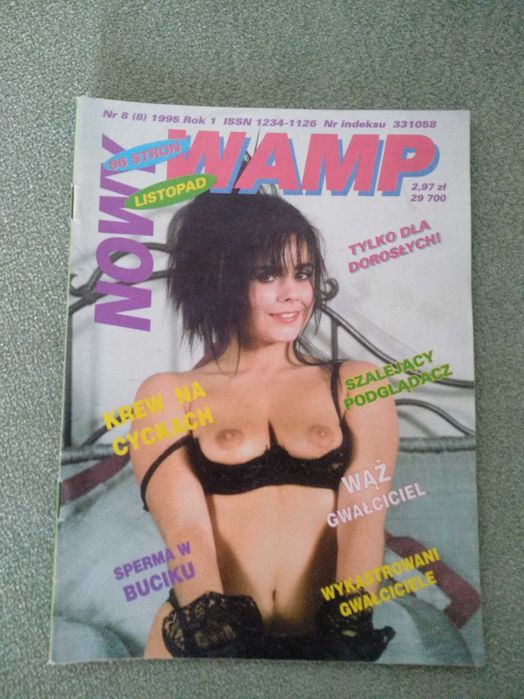 Nr 8 (8) 1995 Rok 1 ISSN 1234-1126 Nr indeksu 331058
NOWY
WAMP
96 STRON
LISTOPAD
2,97 zł
29 700
TYLKO DLA
DOROSŁYCH!
SZALEJĄCY
PODGLĄDACZ
KREW NA
CYCKACH
WĄŻ
GWAŁCICIEL
SPERMA W
BUCIKU
WYKASTROWANI
GWAŁCICIELE